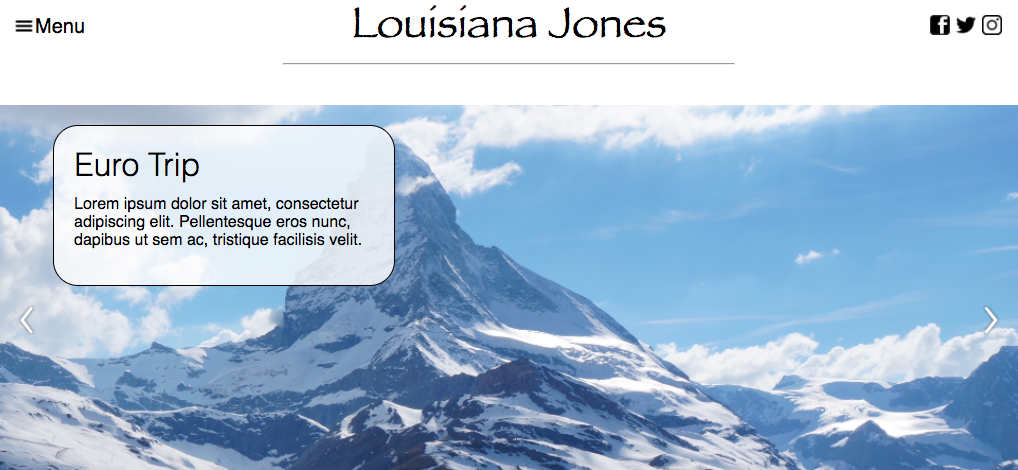 Menu
Louisiana Jones
Euro Trip
Lorem ipsum dolor sit amet, consectetur
adipiscing elit. Pellentesque eros nunc,
dapibus ut sem ac, tristique facilisis velit.